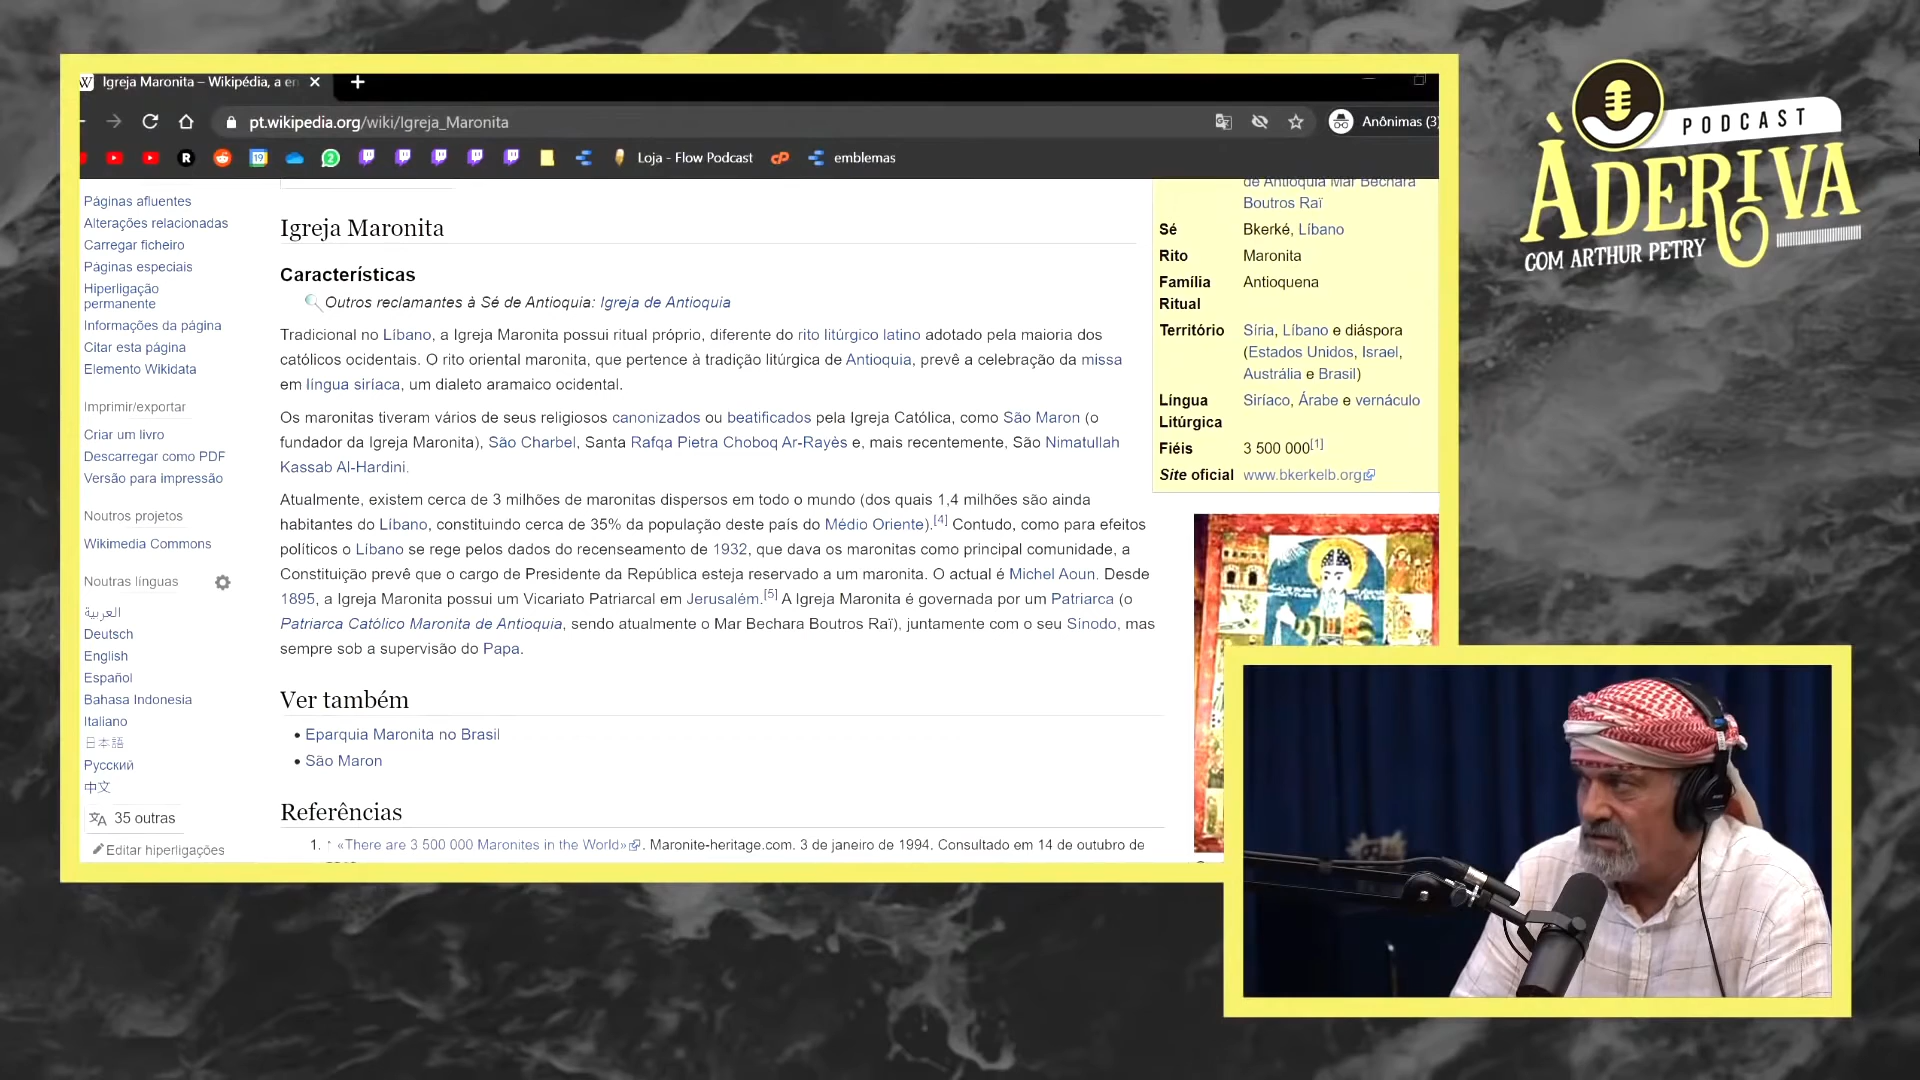 Igreja Maronita – Wikipédia, a en
pt.wikipedia.org/wiki/Igreja_Maronita
Anônimas (3)
R
19
2
Loja - Flow Podcast
emblemas
PODCAST
À DERIVA
COM ARTHUR PETRY
Páginas afluentes
Alterações relacionadas
Carregar ficheiro
Páginas especiais
Hiperligação
permanente
Informações da página
Citar esta página
Elemento Wikidata
Imprimir/exportar
Criar um livro
Descarregar como PDF
Versão para impressão
Noutros projetos
Wikimedia Commons
Noutras línguas
العربية
Deutsch
English
Español
Bahasa Indonesia
Italiano
日本語
Русский
中文
35 outras
Editar hiperligações
Igreja Maronita
Características
Outros reclamantes à Sé de Antioquia: Igreja de Antioquia
Tradicional no Líbano, a Igreja Maronita possui ritual próprio, diferente do rito litúrgico latino adotado pela maioria dos
católicos ocidentais. O rito oriental maronita, que pertence à tradição litúrgica de Antioquia, prevê a celebração da missa
em língua siríaca, um dialeto aramaico ocidental.
Os maronitas tiveram vários de seus religiosos canonizados ou beatificados pela Igreja Católica, como São Maron (o
fundador da Igreja Maronita), São Charbel, Santa Rafqa Pietra Choboq Ar-Rayès e, mais recentemente, São Nimatullah
Kassab Al-Hardini.
Atualmente, existem cerca de 3 milhões de maronitas dispersos em todo o mundo (dos quais 1,4 milhões são ainda
habitantes do Líbano, constituindo cerca de 35% da população deste país do Médio Oriente).[4] Contudo, como para efeitos
políticos o Líbano se rege pelos dados do recenseamento de 1932, que dava os maronitas como principal comunidade, a
Constituição prevê que o cargo de Presidente da República esteja reservado a um maronita. O actual é Michel Aoun. Desde
1895, a Igreja Maronita possui um Vicariato Patriarcal em Jerusalém.[5] A Igreja Maronita é governada por um Patriarca (o
Patriarca Católico Maronita de Antioquia, sendo atualmente o Mar Bechara Boutros Raï), juntamente com o seu Sínodo, mas
sempre sob a supervisão do Papa.
Ver também
Eparquia Maronita no Brasil
São Maron
Referências
1. ↑ «There are 3 500 000 Maronites in the World». Maronite-heritage.com. 3 de janeiro de 1994. Consultado em 14 de outubro de
de Antioquia Mar Bechara
Boutros Raï
Sé Bkerké, Líbano
Rito Maronita
Família Antioquena
Ritual
Território Síria, Líbano e diáspora
(Estados Unidos, Israel,
Austrália e Brasil)
Língua Siríaco, Árabe e vernáculo
Litúrgica
Fiéis 3 500 000[1]
Site oficial www.bkerkelb.org